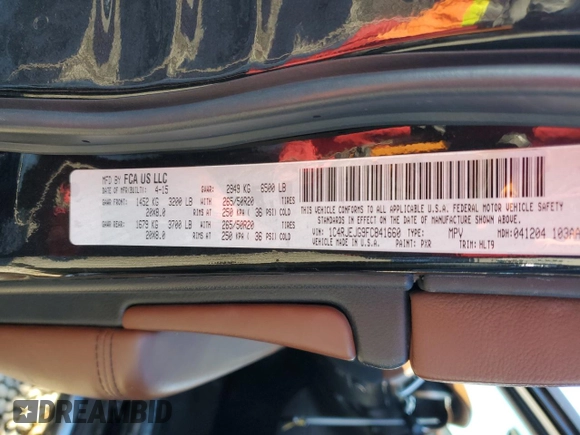 MFD BY FCA US LLC
DATE OF MFR(BUILT): 4-15 GVWR: 2949 KG 6500 LB
GAWR FRONT: 1452 KG 3200 LB TIRES 265/50R20
20X8.0 RIMS AT 250 KPA( 36 PSI) COLD
GAWR REAR: 1679 KG 3700 LB TIRES 265/50R20
20X8.0 RIMS AT 250 KPA( 36 PSI) COLD
THIS VEHICLE CONFORMS TO ALL APPLICABLE U.S.A. FEDERAL MOTOR VEHICLE SAFETY
STANDARDS IN EFFECT ON THE DATE OF MANUFACTURE SHOWN ABOVE.
VIN: 1C4RJEJG9FC841660 TYPE: MPV MDH:041204 103AA
VEHICLE MADE IN U.S.A. PAINT: PXR TRIM: HLT9
DREAMBID